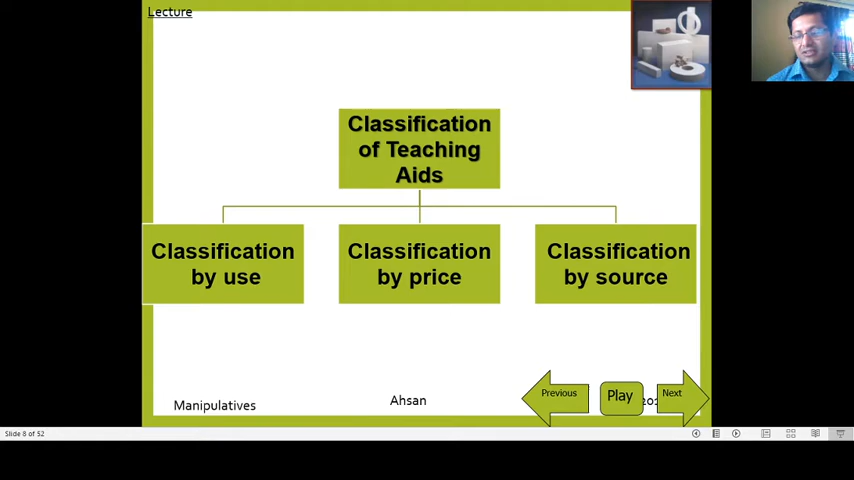 Lecture
Classification
of Teaching
Aids
Classification
by use
Classification
by price
Classification
by source
Manipulatives
Ahsan
Previous
Play
Next
Slide 8 of 52